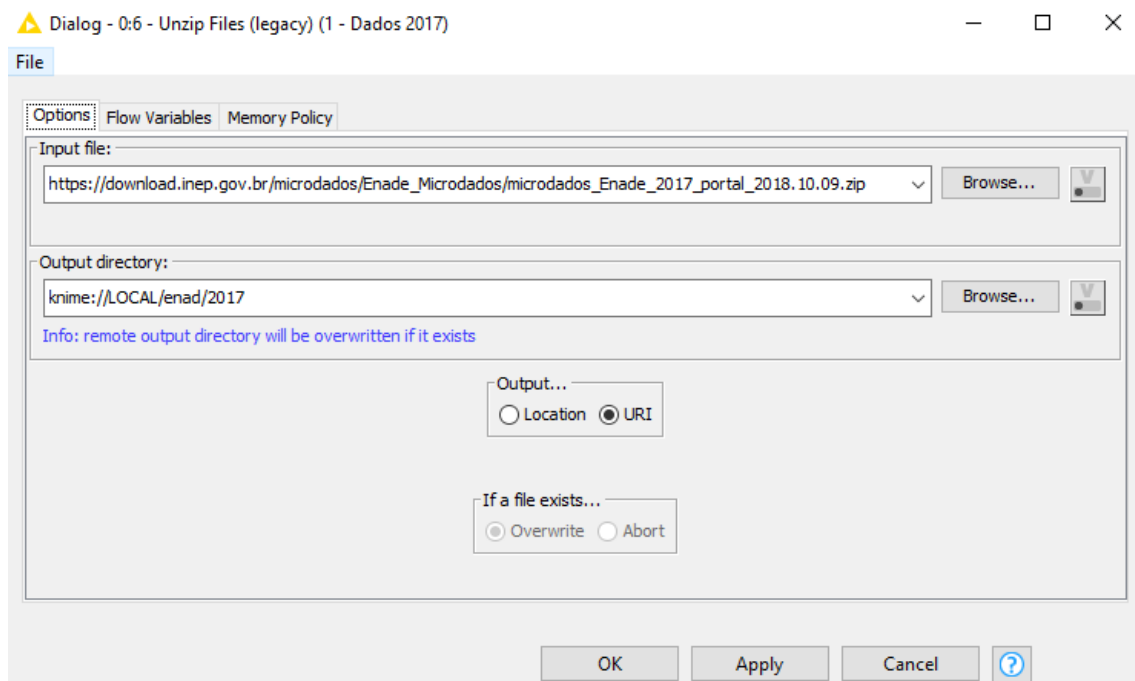 Dialog - 0:6 - Unzip Files (legacy) (1 - Dados 2017)
File
Options Flow Variables Memory Policy
Input file:
https://download.inep.gov.br/microdados/Enade_Microdados/microdados_Enade_2017_portal_2018.10.09.zip Browse... V
Output directory:
knime://LOCAL/enad/2017 Browse... V
Info: remote output directory will be overwritten if it exists
Output...
Location URI
If a file exists...
Overwrite Abort
OK Apply Cancel ?